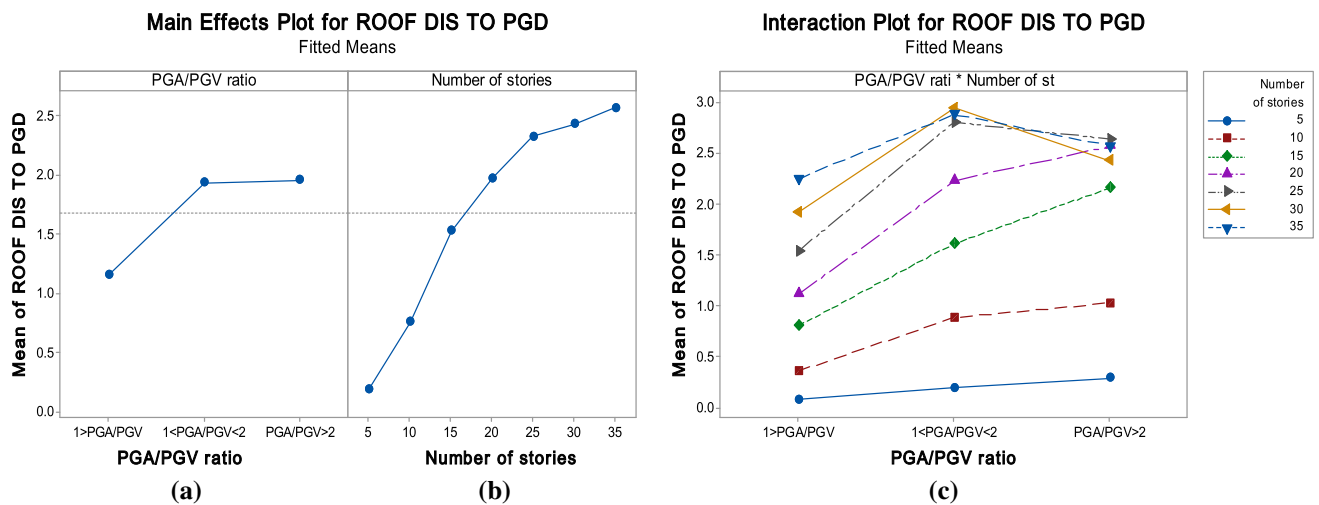 Main Effects Plot for ROOF DIS TO PGD
Fitted Means
PGA/PGV ratio
Number of stories
Mean of ROOF DIS TO PGD
2.5
2.0
1.5
1.0
0.5
0.0
1>PGA/PGV
1<PGA/PGV<2
PGA/PGV>2
5
10
15
20
25
30
35
PGA/PGV ratio
Number of stories
(a)
(b)
Interaction Plot for ROOF DIS TO PGD
Fitted Means
PGA/PGV rati * Number of st
Mean of ROOF DIS TO PGD
3.0
2.5
2.0
1.5
1.0
0.5
0.0
1>PGA/PGV
1<PGA/PGV<2
PGA/PGV>2
PGA/PGV ratio
(c)
Number
of stories
5
10
15
20
25
30
35